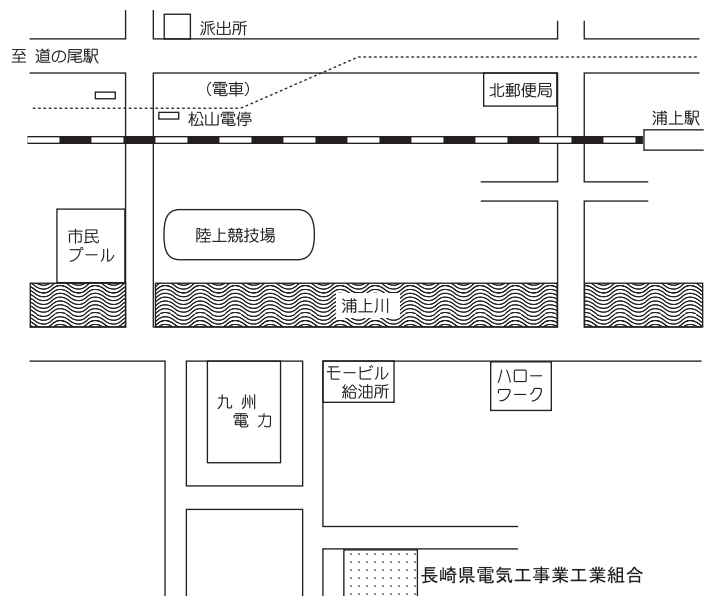 派出所
至 道の尾駅
（電車）
北郵便局
松山電停
浦上駅
市民
プール
陸上競技場
浦上川
モービル
給油所
ハロー
ワーク
九 州
電 力
長崎県電気工事業工業組合